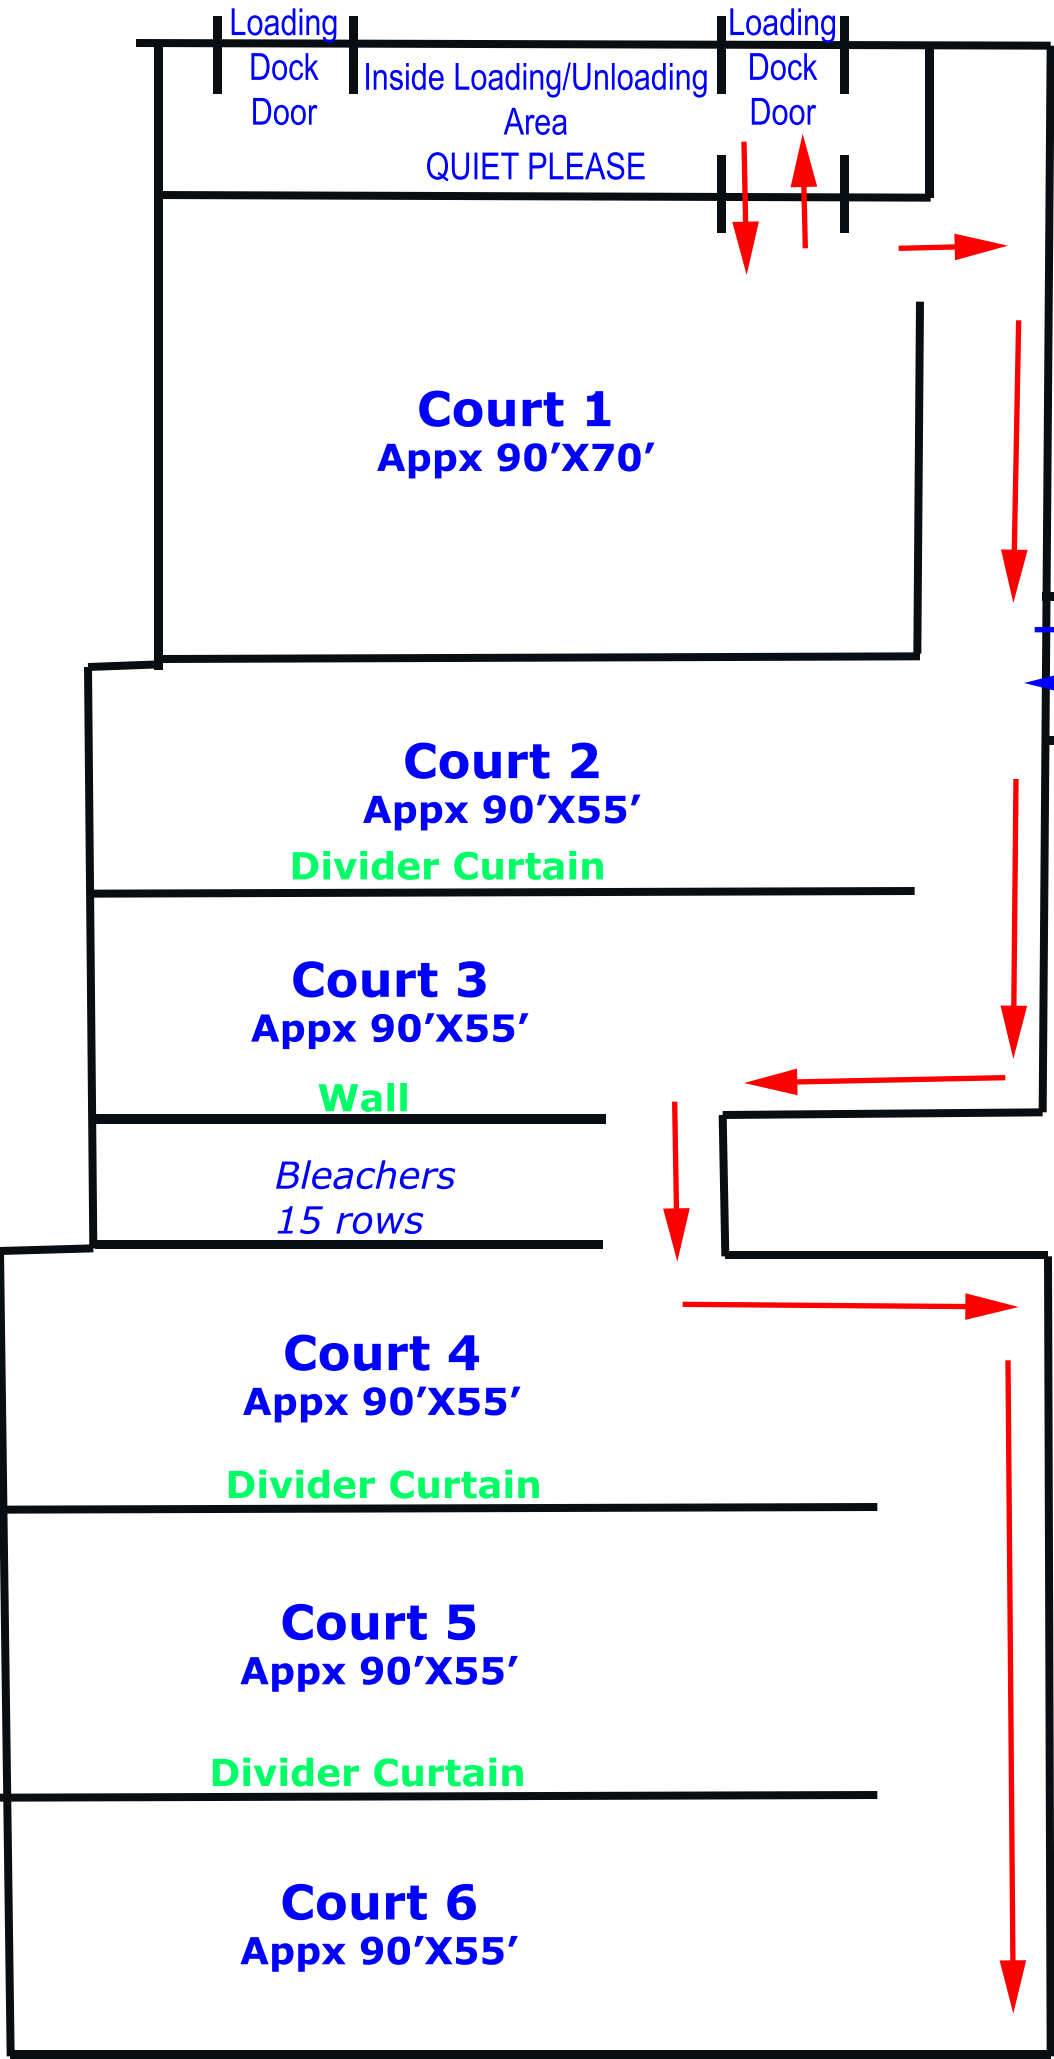 Loading
Dock
Door
Inside Loading/Unloading
Area
QUIET PLEASE
Loading
Dock
Door
Court 1
Appx 90’X70’
Court 2
Appx 90’X55’
Divider Curtain
Court 3
Appx 90’X55’
Wall
Bleachers
15 rows
Court 4
Appx 90’X55’
Divider Curtain
Court 5
Appx 90’X55’
Divider Curtain
Court 6
Appx 90’X55’